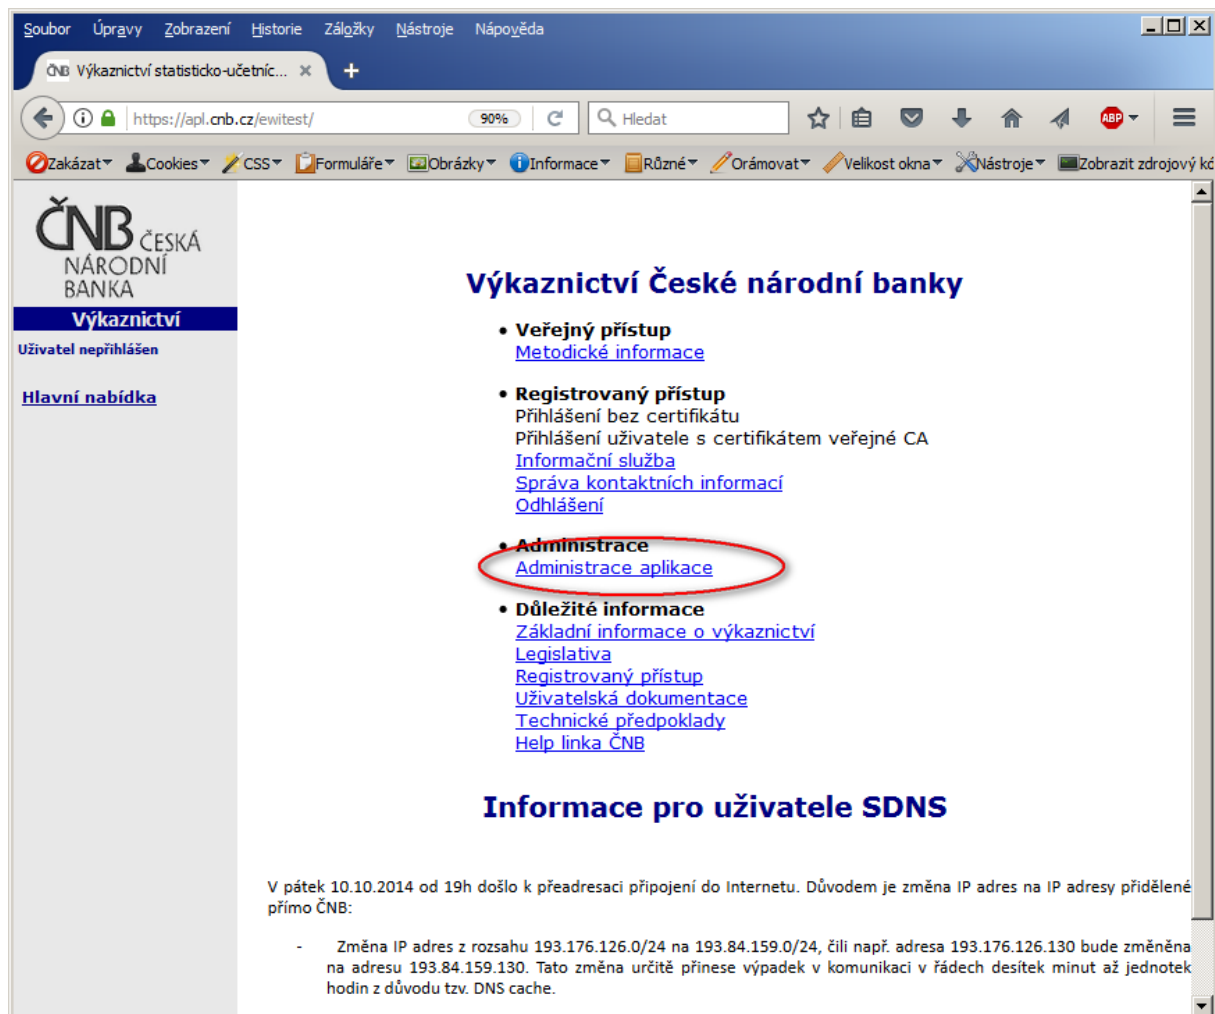 Soubor Úpravy Zobrazení Historie Záložky Nástroje Nápověda
ČNB Výkaznictví statisticko-učetníc... × +
https://apl.cnb.cz/ewitest/ 90% Hledat ABP
Zakázat Cookies CSS Formuláře Obrázky Informace Různé Orámovat Velikost okna Nástroje Zobrazit zdrojový kó
ČNB ČESKÁ
NÁRODNÍ
BANKA
Výkaznictví
Uživatel nepřihlášen
Hlavní nabídka
Výkaznictví České národní banky
• Veřejný přístup
Metodické informace
• Registrovaný přístup
Přihlášení bez certifikátu
Přihlášení uživatele s certifikátem veřejné CA
Informační služba
Správa kontaktních informací
Odhlášení
• Administrace
Administrace aplikace
• Důležité informace
Základní informace o výkaznictví
Legislativa
Registrovaný přístup
Uživatelská dokumentace
Technické předpoklady
Help linka ČNB
Informace pro uživatele SDNS
V pátek 10.10.2014 od 19h došlo k přeadresaci připojení do Internetu. Důvodem je změna IP adres na IP adresy přidělené
přímo ČNB:
- Změna IP adres z rozsahu 193.176.126.0/24 na 193.84.159.0/24, čili např. adresa 193.176.126.130 bude změněna
na adresu 193.84.159.130. Tato změna určitě přinese výpadek v komunikaci v řádech desítek minut až jednotek
hodin z důvodu tzv. DNS cache.